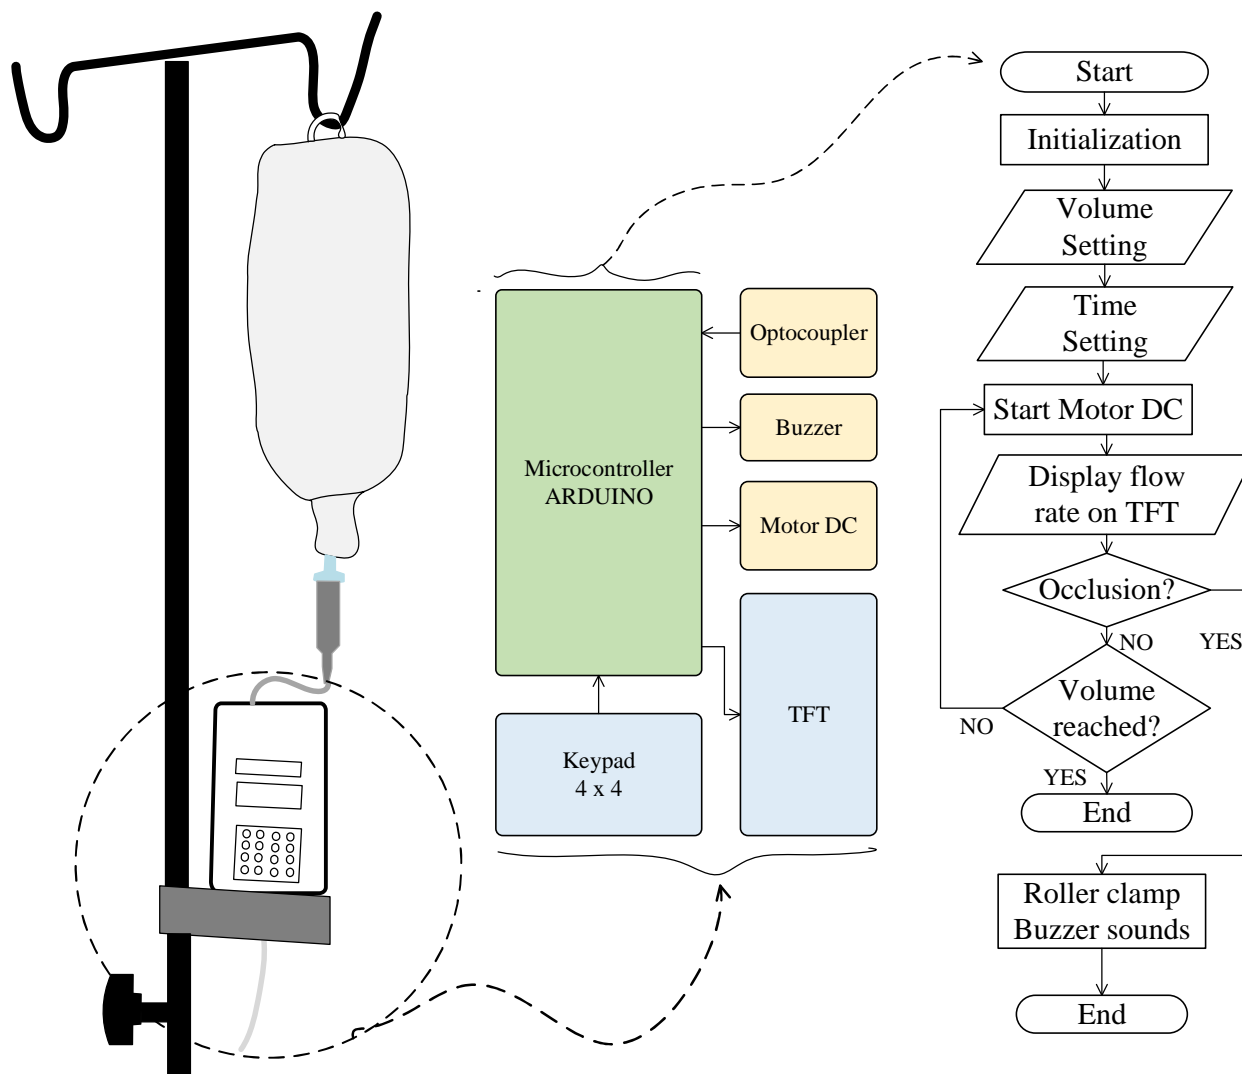 Optocoupler
Buzzer
Microcontroller
ARDUINO
Motor DC
TFT
Keypad
4 x 4
Start
Initialization
Volume
Setting
Time
Setting
Start Motor DC
Display flow
rate on TFT
Occlusion?
NO
YES
Volume
reached?
NO
YES
End
Roller clamp
Buzzer sounds
End